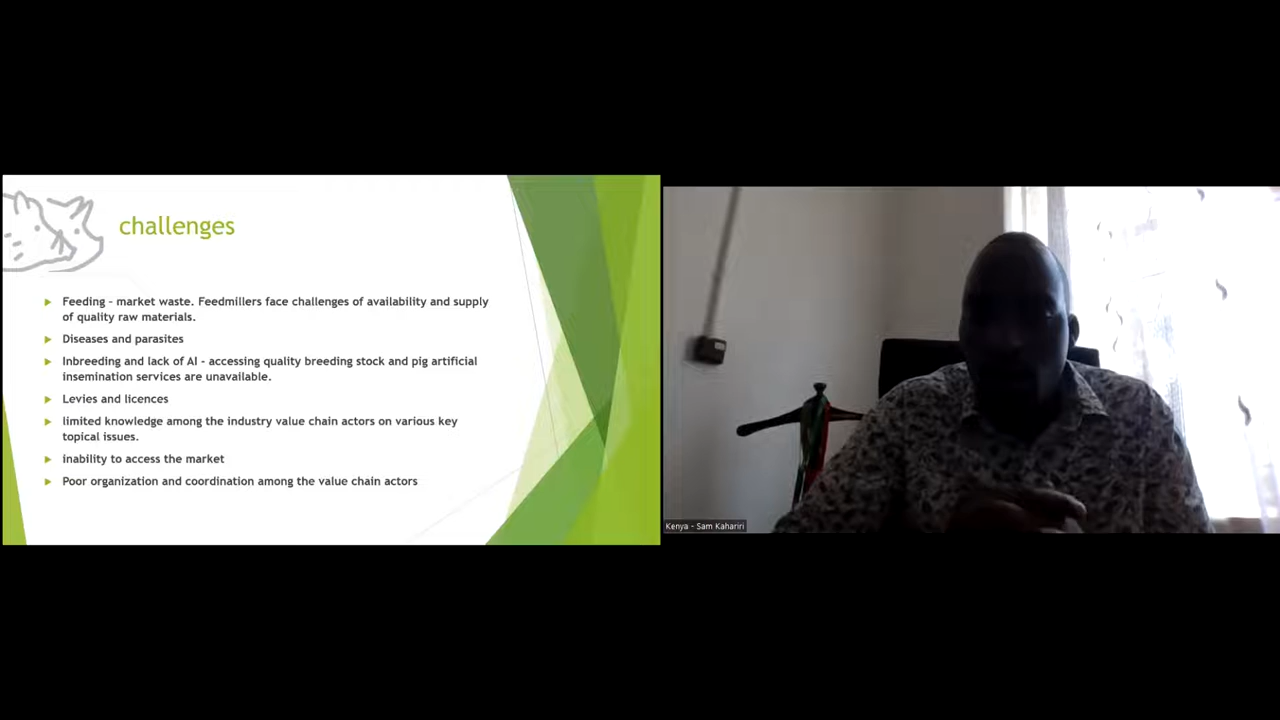 challenges
Feeding - market waste. Feedmillers face challenges of availability and supply
of quality raw materials.
Diseases and parasites
Inbreeding and lack of AI - accessing quality breeding stock and pig artificial
insemination services are unavailable.
Levies and licences
limited knowledge among the industry value chain actors on various key
topical issues.
inability to access the market
Poor organization and coordination among the value chain actors
Kenya - Sam Kahariri